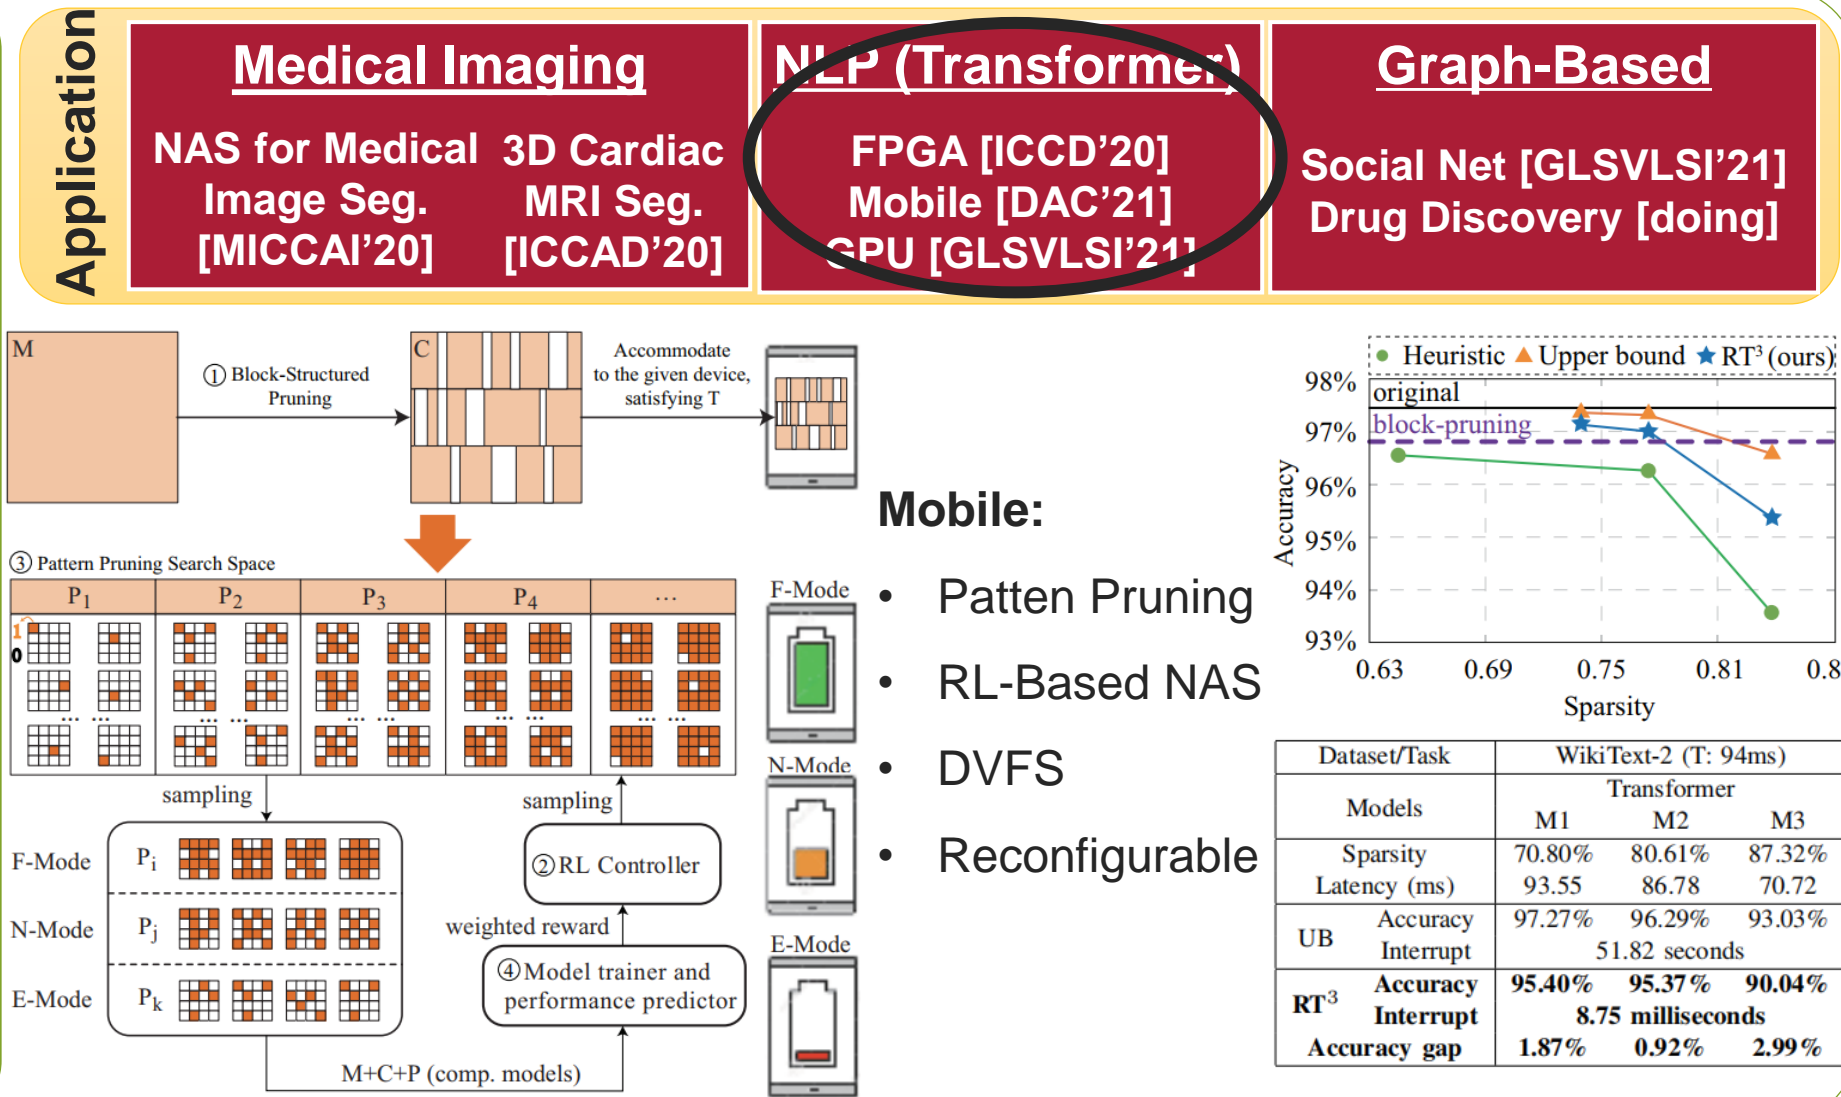 Application
Medical Imaging
NAS for Medical
Image Seg.
[MICCAI'20]
3D Cardiac
MRI Seg.
[ICCAD'20]
NLP (Transformer)
FPGA [ICCD'20]
Mobile [DAC'21]
GPU [GLSVLSI'21]
Graph-Based
Social Net [GLSVLSI'21]
Drug Discovery [doing]
M
① Block-Structured
Pruning
C
Accommodate
to the given device,
satisfying T
③ Pattern Pruning Search Space
P1 P2 P3 P4 ...
1
0
... ... ... ... ... ... ... ... ... ...
sampling
sampling
F-Mode Pi
N-Mode Pj
E-Mode Pk
② RL Controller
weighted reward
④ Model trainer and
performance predictor
M+C+P (comp. models)
F-Mode
N-Mode
E-Mode
Mobile:
• Patten Pruning
• RL-Based NAS
• DVFS
• Reconfigurable
Heuristic Upper bound RT³ (ours)
98%
97%
96%
95%
94%
93%
original
block-pruning
Accuracy
0.63 0.69 0.75 0.81 0.8
Sparsity
Dataset/Task WikiText-2 (T: 94ms)
Models Transformer
M1 M2 M3
Sparsity 70.80% 80.61% 87.32%
Latency (ms) 93.55 86.78 70.72
UB Accuracy 97.27% 96.29% 93.03%
Interrupt 51.82 seconds
RT³ Accuracy 95.40% 95.37% 90.04%
Interrupt 8.75 milliseconds
Accuracy gap 1.87% 0.92% 2.99%